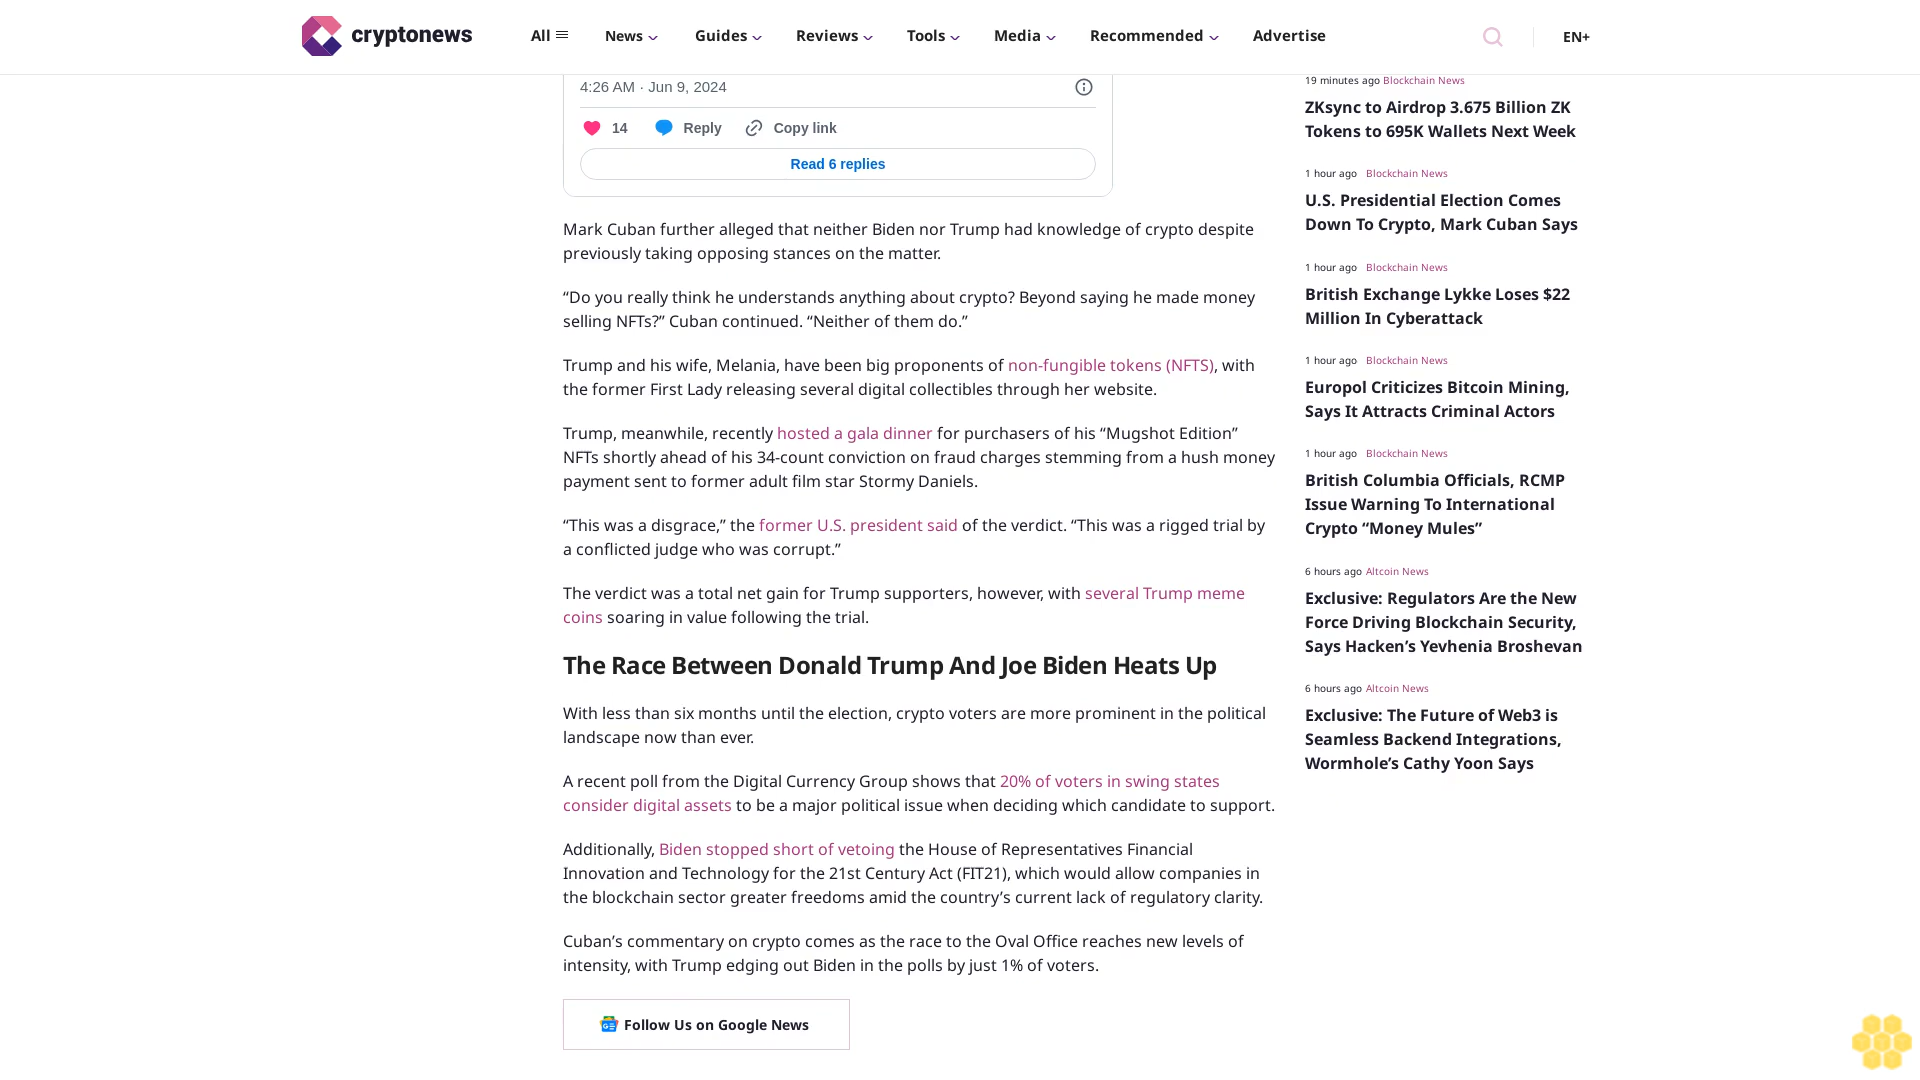 cryptonews
All
News
Guides
Reviews
Tools
Media
Recommended
Advertise
EN+
4:26 AM · Jun 9, 2024
14
Reply
Copy link
Read 6 replies
Mark Cuban further alleged that neither Biden nor Trump had knowledge of crypto despite
previously taking opposing stances on the matter.
“Do you really think he understands anything about crypto? Beyond saying he made money
selling NFTs?” Cuban continued. “Neither of them do.”
Trump and his wife, Melania, have been big proponents of non-fungible tokens (NFTS), with
the former First Lady releasing several digital collectibles through her website.
Trump, meanwhile, recently hosted a gala dinner for purchasers of his “Mugshot Edition”
NFTs shortly ahead of his 34-count conviction on fraud charges stemming from a hush money
payment sent to former adult film star Stormy Daniels.
“This was a disgrace,” the former U.S. president said of the verdict. “This was a rigged trial by
a conflicted judge who was corrupt.”
The verdict was a total net gain for Trump supporters, however, with several Trump meme
coins soaring in value following the trial.
The Race Between Donald Trump And Joe Biden Heats Up
With less than six months until the election, crypto voters are more prominent in the political
landscape now than ever.
A recent poll from the Digital Currency Group shows that 20% of voters in swing states
consider digital assets to be a major political issue when deciding which candidate to support.
Additionally, Biden stopped short of vetoing the House of Representatives Financial
Innovation and Technology for the 21st Century Act (FIT21), which would allow companies in
the blockchain sector greater freedoms amid the country’s current lack of regulatory clarity.
Cuban’s commentary on crypto comes as the race to the Oval Office reaches new levels of
intensity, with Trump edging out Biden in the polls by just 1% of voters.
Follow Us on Google News
19 minutes ago Blockchain News
ZKsync to Airdrop 3.675 Billion ZK
Tokens to 695K Wallets Next Week
1 hour ago Blockchain News
U.S. Presidential Election Comes
Down To Crypto, Mark Cuban Says
1 hour ago Blockchain News
British Exchange Lykke Loses $22
Million In Cyberattack
1 hour ago Blockchain News
Europol Criticizes Bitcoin Mining,
Says It Attracts Criminal Actors
1 hour ago Blockchain News
British Columbia Officials, RCMP
Issue Warning To International
Crypto “Money Mules”
6 hours ago Altcoin News
Exclusive: Regulators Are the New
Force Driving Blockchain Security,
Says Hacken’s Yevhenia Broshevan
6 hours ago Altcoin News
Exclusive: The Future of Web3 is
Seamless Backend Integrations,
Wormhole’s Cathy Yoon Says